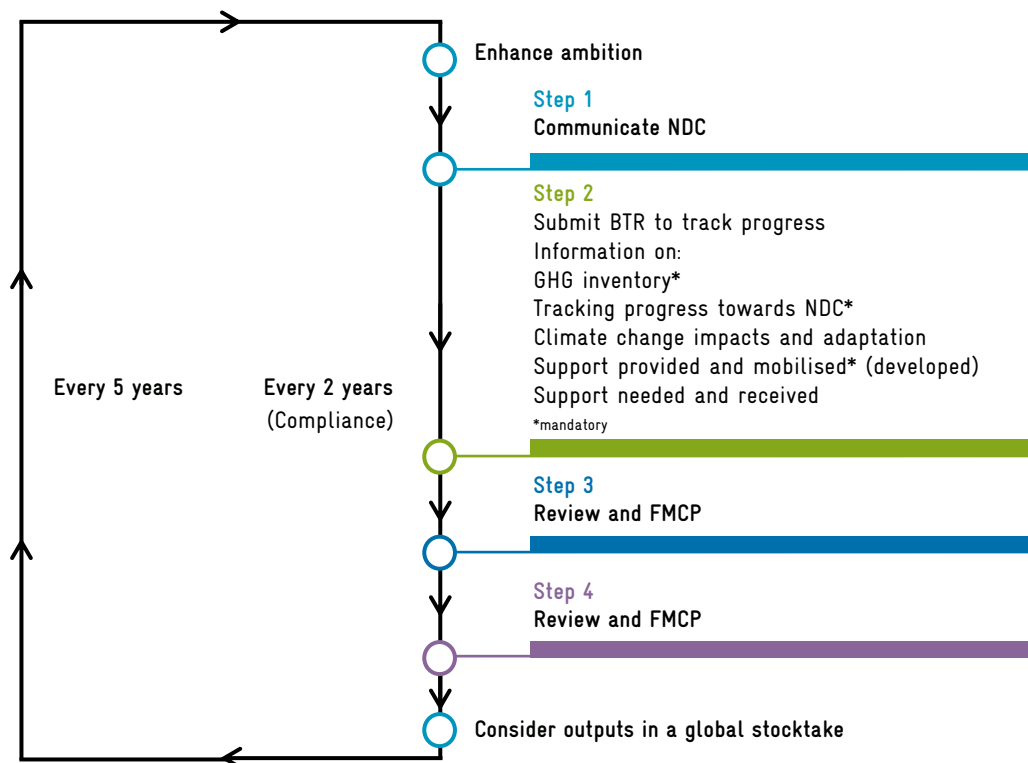 Enhance ambition
Step 1
Communicate NDC
Step 2
Submit BTR to track progress
Information on:
GHG inventory*
Tracking progress towards NDC*
Climate change impacts and adaptation
Support provided and mobilised* (developed)
Support needed and received
*mandatory
Every 5 years
Every 2 years
(Compliance)
Step 3
Review and FMCP
Step 4
Review and FMCP
Consider outputs in a global stocktake